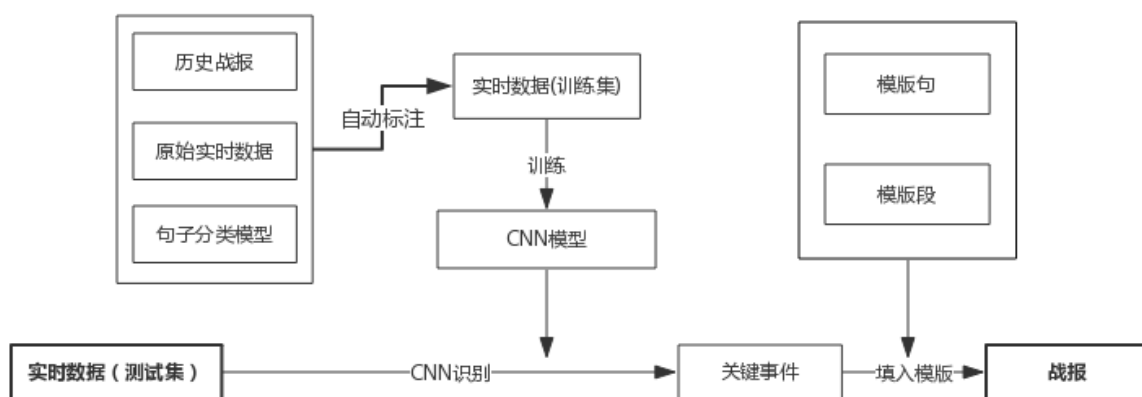 历史战报
原始实时数据
句子分类模型
自动标注
实时数据(训练集)
训练
CNN模型
模版句
模版段
实时数据（测试集）
CNN识别
关键事件
填入模版
战报